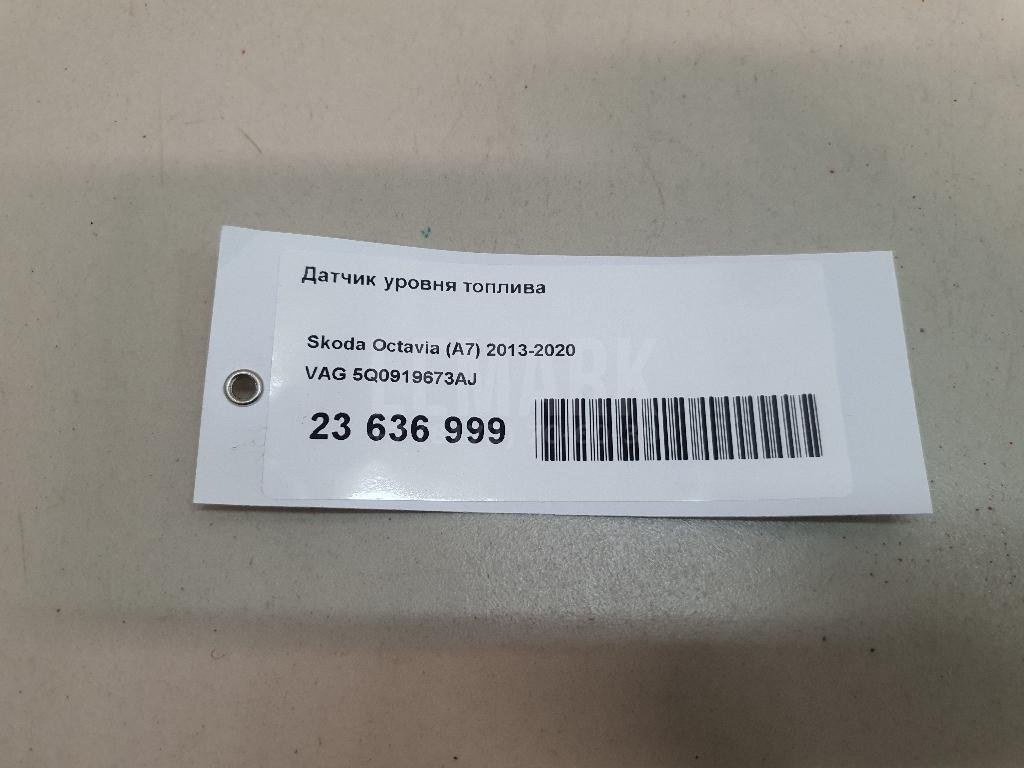 Датчик уровня топлива
Skoda Octavia (A7) 2013-2020
VAG 5Q0919673AJ
23 636 999